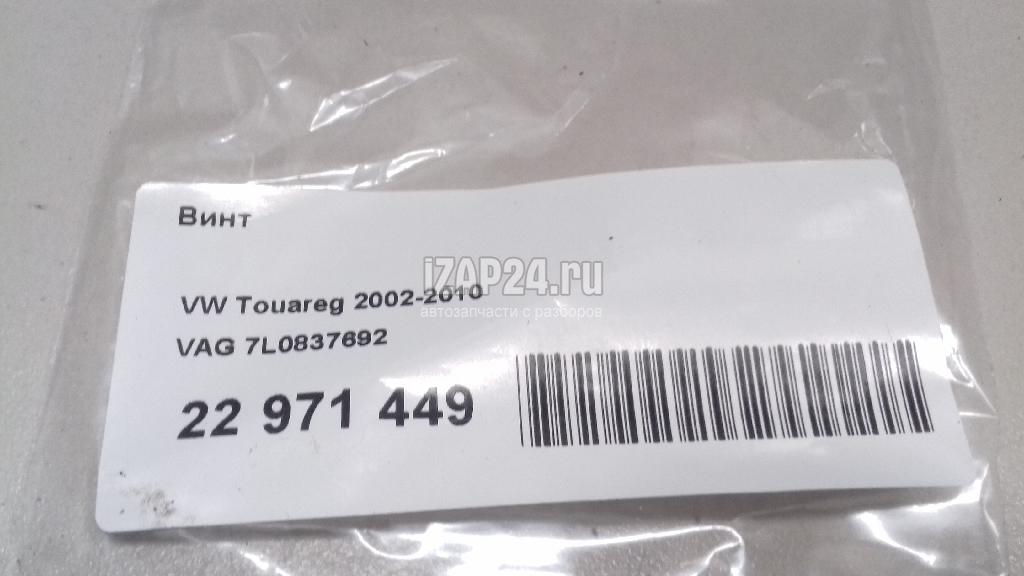 Винт
iZAP24.ru
VW Touareg 2002-2010
автозапчасти с разборов
VAG 7L0837692
22 971 449